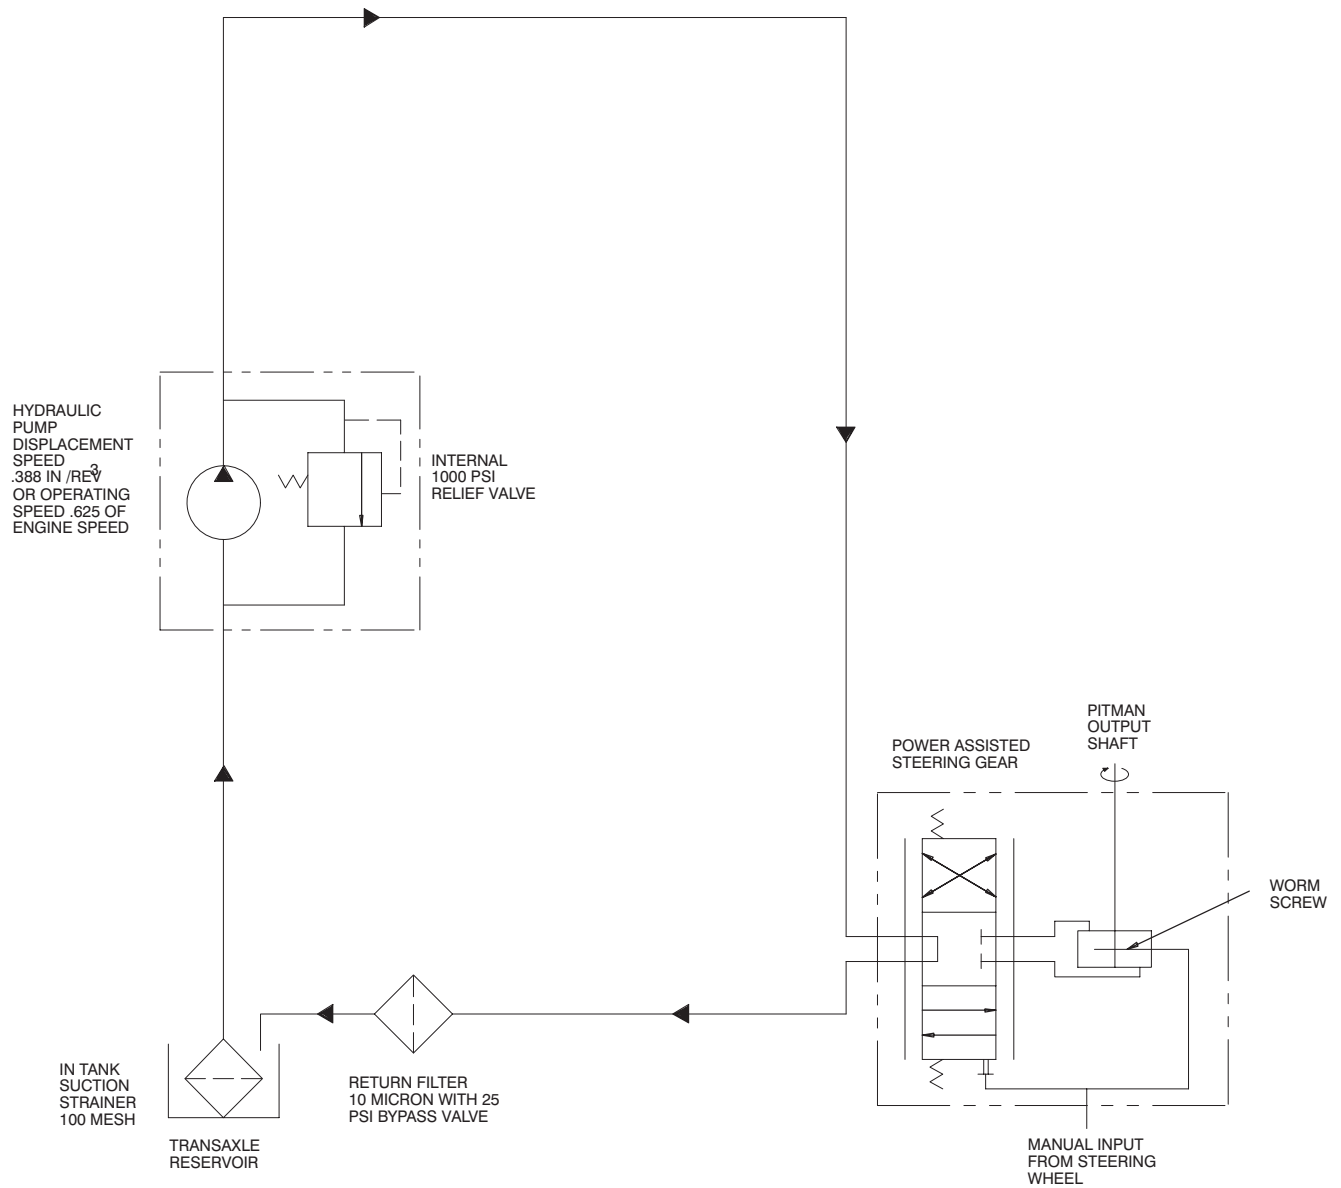 HYDRAULIC
PUMP
DISPLACEMENT
SPEED
.388 IN /REV
3
OR OPERATING
SPEED .625 OF
ENGINE SPEED
INTERNAL
1000 PSI
RELIEF VALVE
PITMAN
OUTPUT
SHAFT
POWER ASSISTED
STEERING GEAR
WORM
SCREW
IN TANK
SUCTION
STRAINER
100 MESH
TRANSAXLE
RESERVOIR
RETURN FILTER
10 MICRON WITH 25
PSI BYPASS VALVE
MANUAL INPUT
FROM STEERING
WHEEL